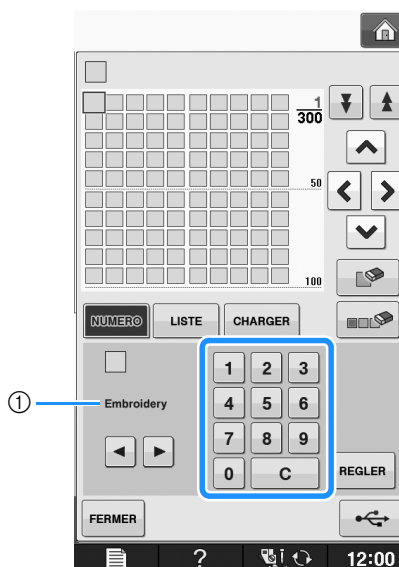 1
300
50
100
NUMERO LISTE CHARGER
1 2 3
① Embroidery
4 5 6
7 8 9
0 C
REGLER
FERMER
? 12:00